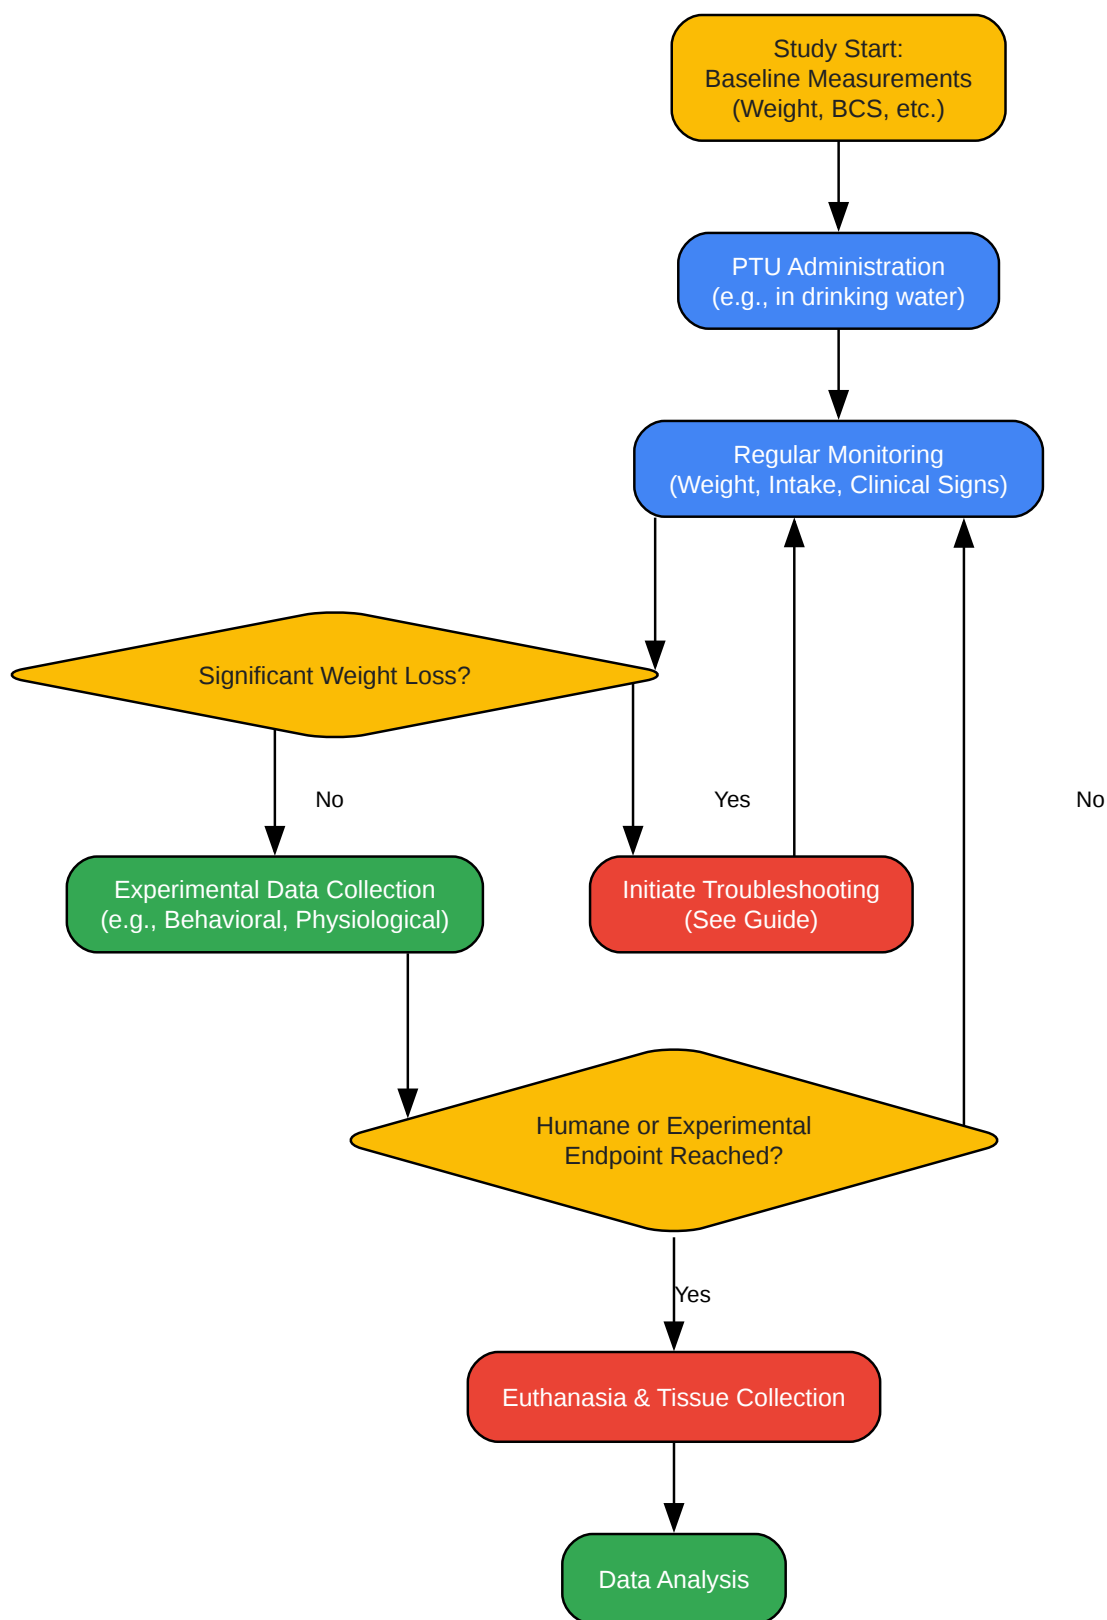 Study Start:
Baseline Measurements
(Weight, BCS, etc.)
PTU Administration
(e.g., in drinking water)
Regular Monitoring
(Weight, Intake, Clinical Signs)
Significant Weight Loss?
No
Yes
No
Experimental Data Collection
(e.g., Behavioral, Physiological)
Initiate Troubleshooting
(See Guide)
Humane or Experimental
Endpoint Reached?
Yes
Euthanasia & Tissue Collection
Data Analysis